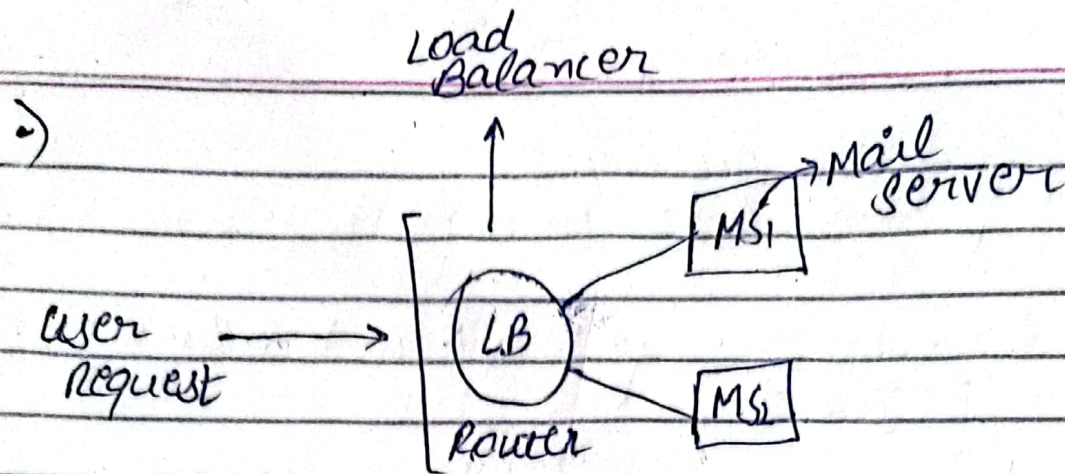 Load
Balancer
•)
Mail
server
MS1
user
request
LB
MS2
Router